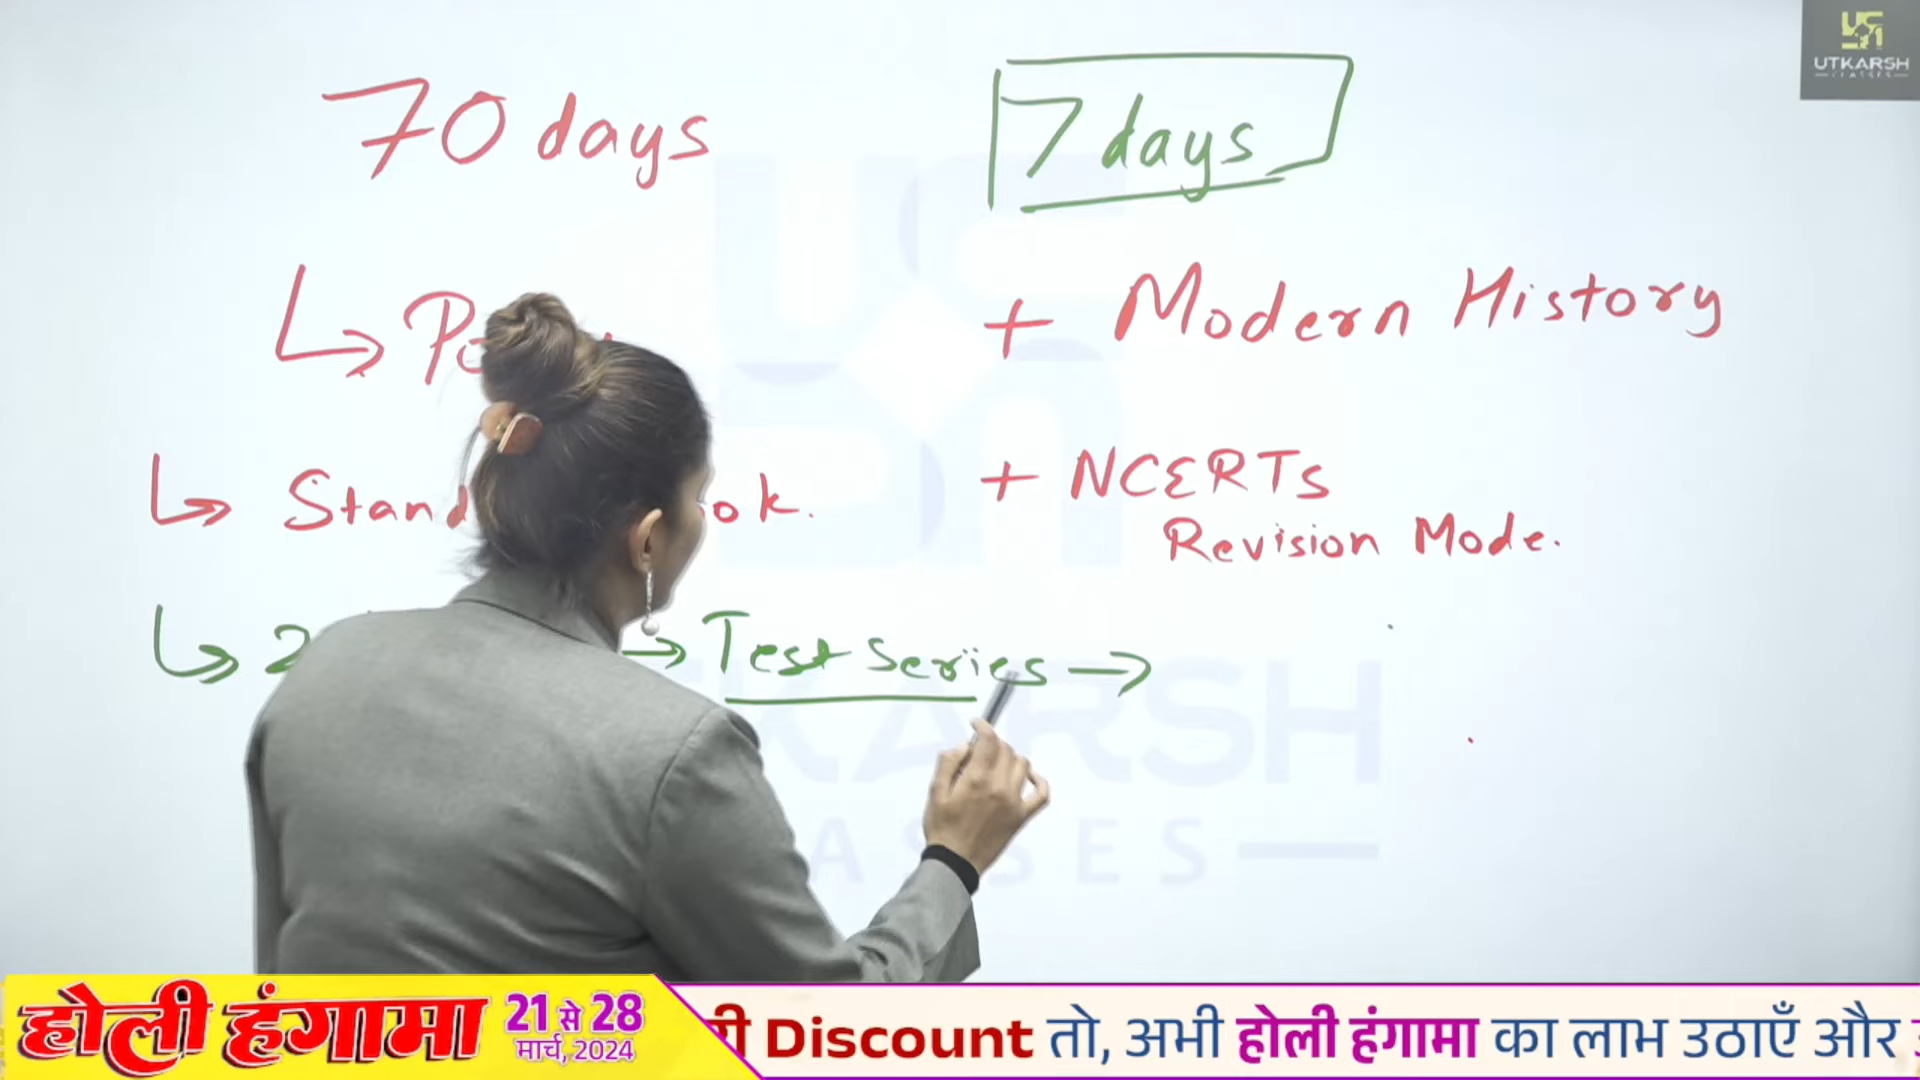 UTKARSH
CLASSES
70 days
7 days
+ Modern History
+ NCERTs
Revision Mode.
Test Series
होली हंगामा 21 से 28
मार्च, 2024
Discount तो, अभी होली हंगामा का लाभ उठाएँ और